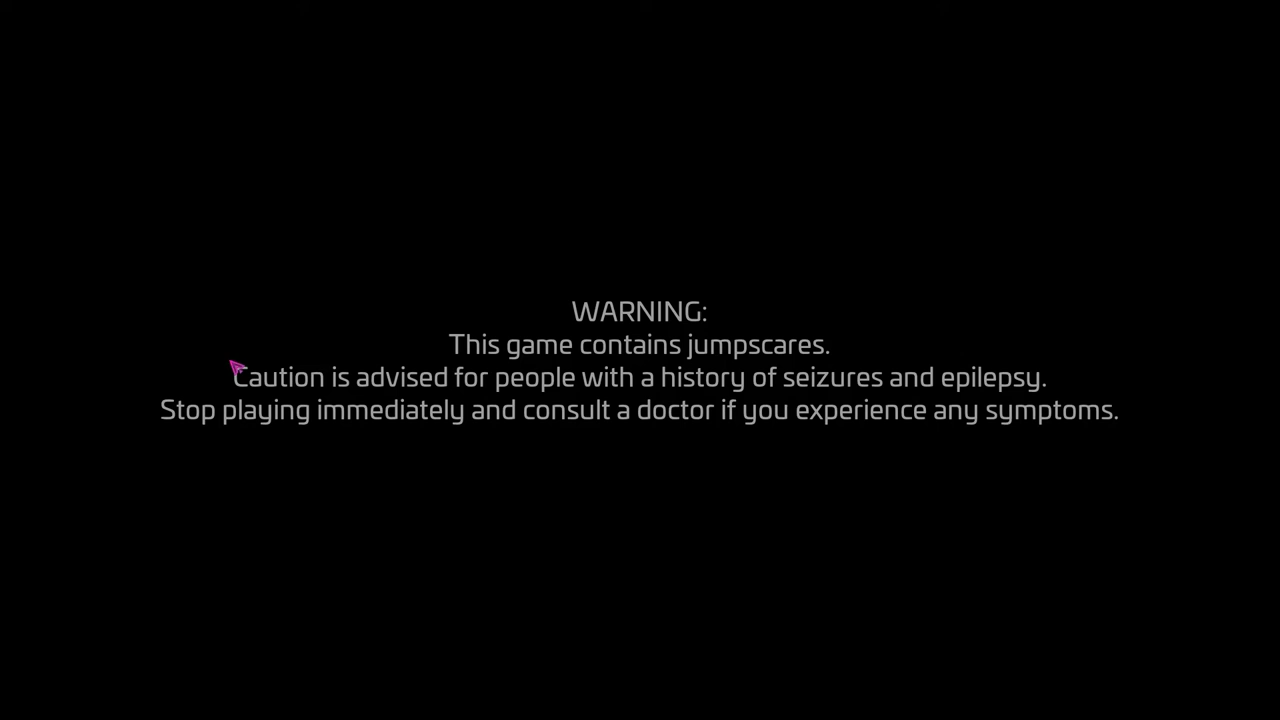 WARNING:
This game contains jumpscares.
Caution is advised for people with a history of seizures and epilepsy.
Stop playing immediately and consult a doctor if you experience any symptoms.